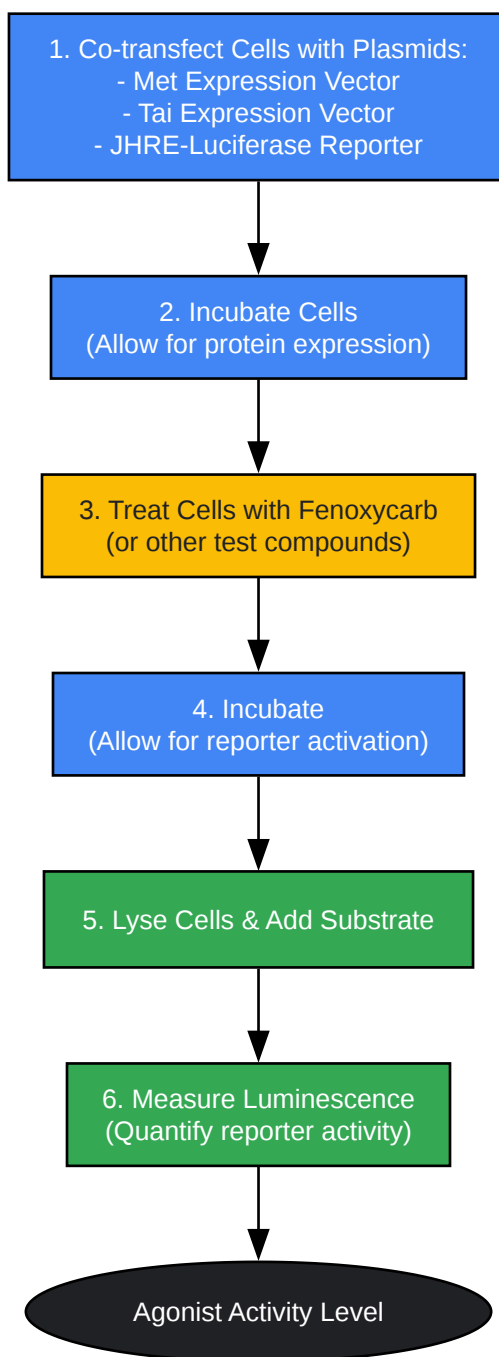 1. Co-transfect Cells with Plasmids:
- Met Expression Vector
- Tai Expression Vector
- JHRE-Luciferase Reporter
2. Incubate Cells
(Allow for protein expression)
3. Treat Cells with Fenoxycarb
(or other test compounds)
4. Incubate
(Allow for reporter activation)
5. Lyse Cells & Add Substrate
6. Measure Luminescence
(Quantify reporter activity)
Agonist Activity Level